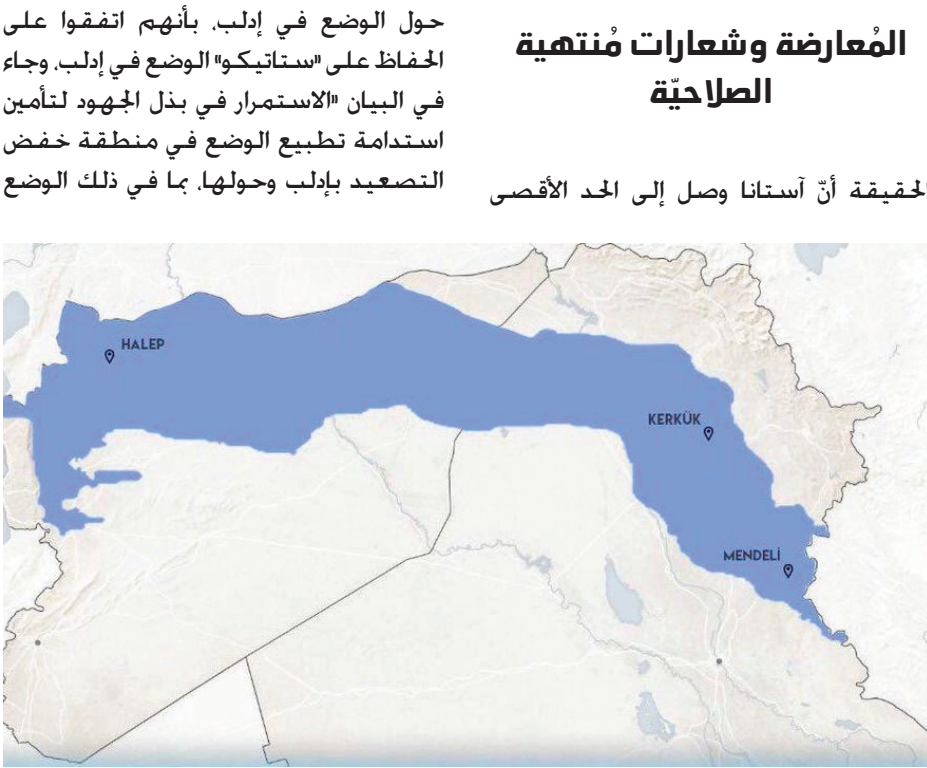 المُعارضة وشعارات مُنتهية
الصلاحيّة
الحقيقة أنّ آستانا وصل إلى الحد الأقصى
حول الوضع في إدلب، بأنهم اتفقوا على
الحفاظ على «ستاتيكو» الوضع في إدلب، وجاء
في البيان «الاستمرار في بذل الجهود لتأمين
استدامة تطبيع الوضع في منطقة خفض
التصعيد بإدلب وحولها، بما في ذلك الوضع
HALEP
KERKÜK
MENDELİ